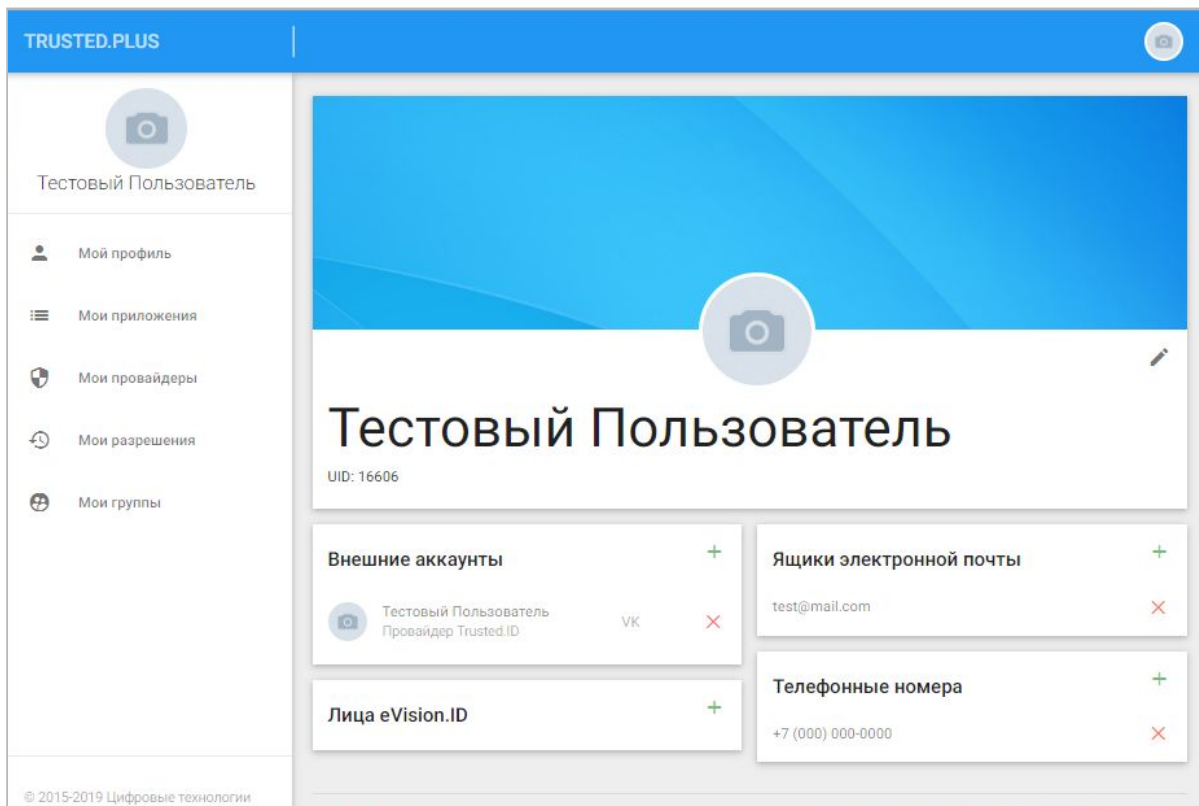 TRUSTED.PLUS
Тестовый Пользователь
Мой профиль
Мои приложения
Мои провайдеры
Мои разрешения
Мои группы
© 2015-2019 Цифровые технологии
Тестовый Пользователь
UID: 16606
Внешние аккаунты
Тестовый Пользователь
Провайдер Trusted.ID
VK
Лица eVision.ID
Ящики электронной почты
test@mail.com
Телефонные номера
+7 (000) 000-0000